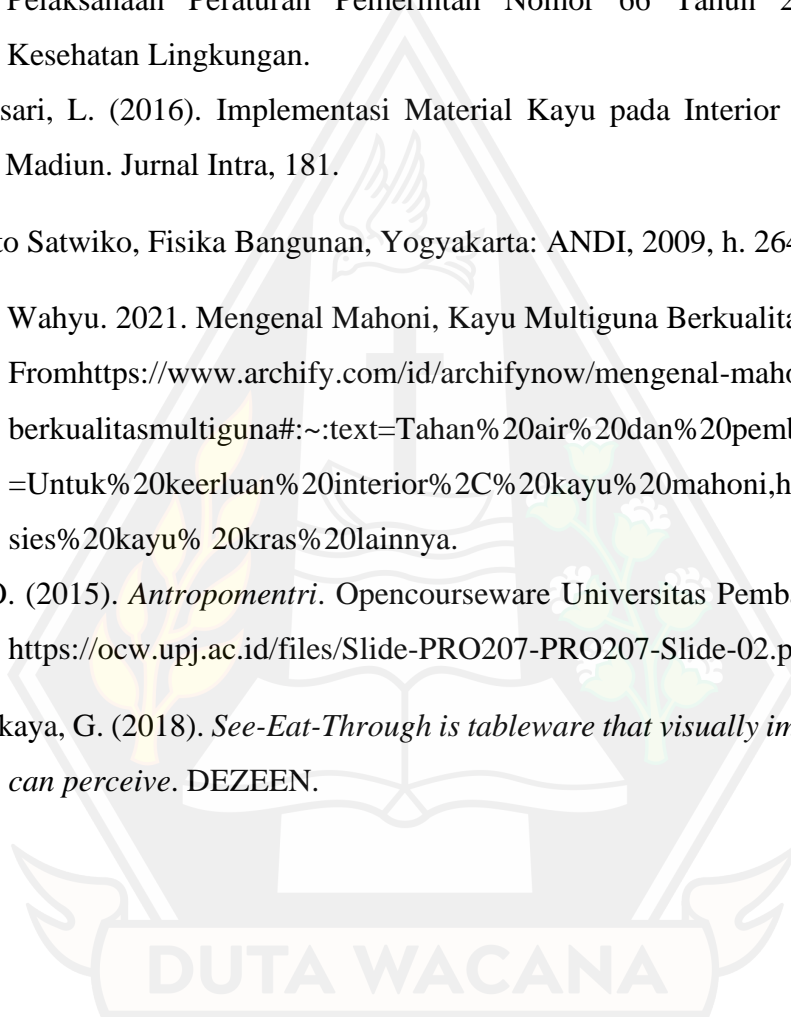 Pelaksanaan Peraturan Pemerintah Nomor 66 Tahun 2
Kesehatan Lingkungan.
sari, L. (2016). Implementasi Material Kayu pada Interior
Madiun. Jurnal Intra, 181.
to Satwiko, Fisika Bangunan, Yogyakarta: ANDI, 2009, h. 264
Wahyu. 2021. Mengenal Mahoni, Kayu Multiguna Berkualita
Fromhttps://www.archify.com/id/archifynow/mengenal-maho
berkualitasmultiguna#:~:text=Tahan%20air%20dan%20pemb
=Untuk%20keerluan%20interior%2C%20kayu%20mahoni,h
sies%20kayu% 20kras%20lainnya.
. (2015). Antropomentri. Opencourseware Universitas Pemba
https://ocw.upj.ac.id/files/Slide-PRO207-PRO207-Slide-02.p
kaya, G. (2018). See-Eat-Through is tableware that visually im
can perceive. DEZEEN.
DUTA WACANA